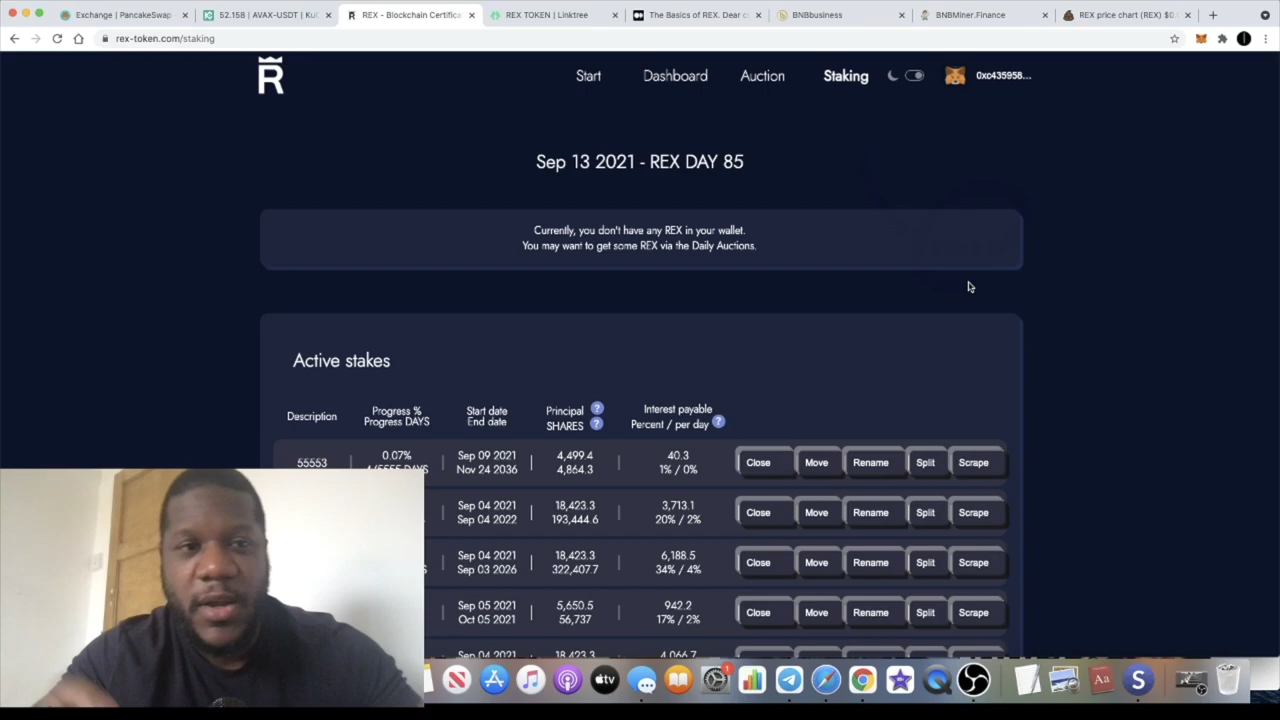 Exchange | PancakeSwap
52.158 | AVAX-USDT | Ku
REX - Blockchain Certifica
REX TOKEN | Linktree
The Basics of REX. Dear c
BNBbusiness
BNBMiner.Finance
REX price chart (REX) $0.
rex-token.com/staking
R
Start
Dashboard
Auction
Staking
0xc435958...
Sep 13 2021 - REX DAY 85
Currently, you don't have any REX in your wallet.
You may want to get some REX via the Daily Auctions.
Active stakes
Description
Progress %
Progress DAYS
Start date
End date
Principal ?
SHARES ?
Interest payable
Percent / per day ?
55553
0.07%
Sep 09 2021
Nov 24 2036
4,499.4
4,864.3
40.3
1% / 0%
Close
Move
Rename
Split
Scrape
Sep 04 2021
Sep 04 2022
18,423.3
193,444.6
3,713.1
20% / 2%
Close
Move
Rename
Split
Scrape
Sep 04 2021
Sep 03 2026
18,423.3
322,407.7
6,188.5
34% / 4%
Close
Move
Rename
Split
Scrape
Sep 05 2021
Oct 05 2021
5,650.5
56,737
942.2
17% / 2%
Close
Move
Rename
Split
Scrape
Sep 04 2021
18,423.3
4,066.7
1
tv
Aa
S